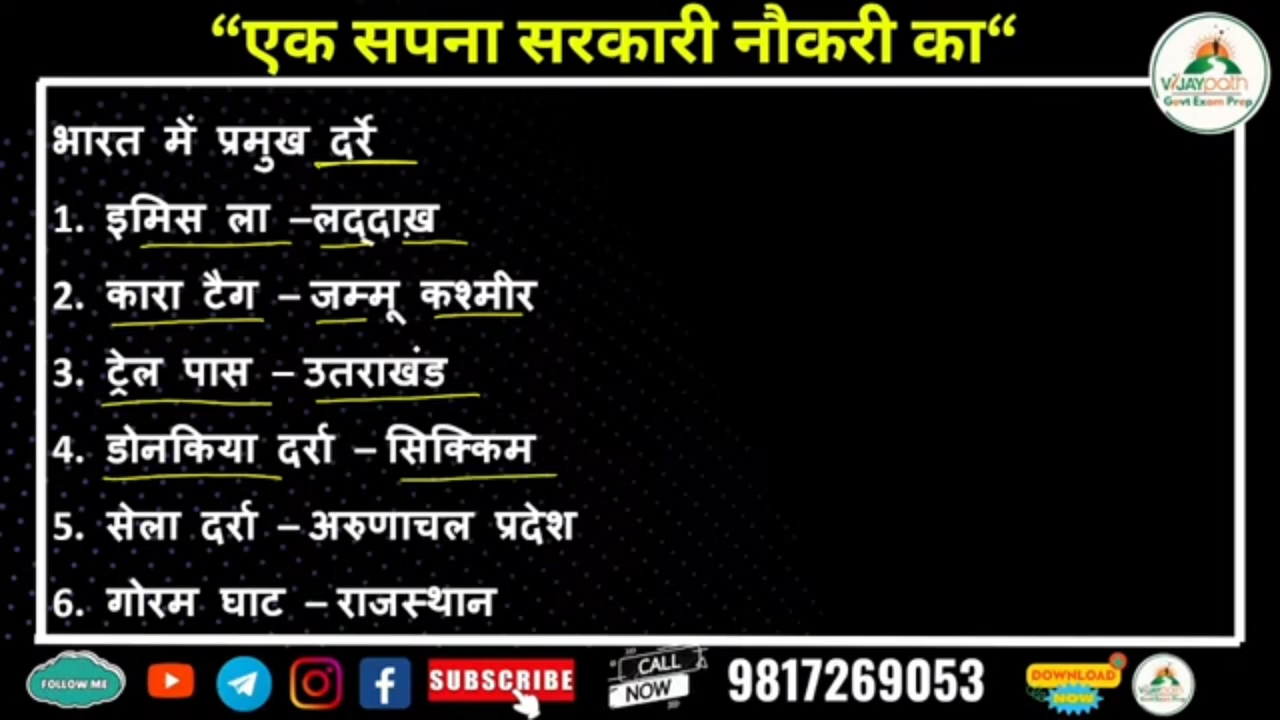 “एक सपना सरकारी नौकरी का“
VIJAYpath
Govt Exam Prep
भारत में प्रमुख दर्रे
1. इमिस ला –लद्दाख़
2. कारा टैग – जम्मू कश्मीर
3. ट्रेल पास – उतराखंड
4. डोनकिया दर्रा – सिक्किम
5. सेला दर्रा – अरुणाचल प्रदेश
6. गोरम घाट – राजस्थान
FOLLOW ME
SUBSCRIBE
CALL
NOW
9817269053
DOWNLOAD
NOW
VIJAYpath